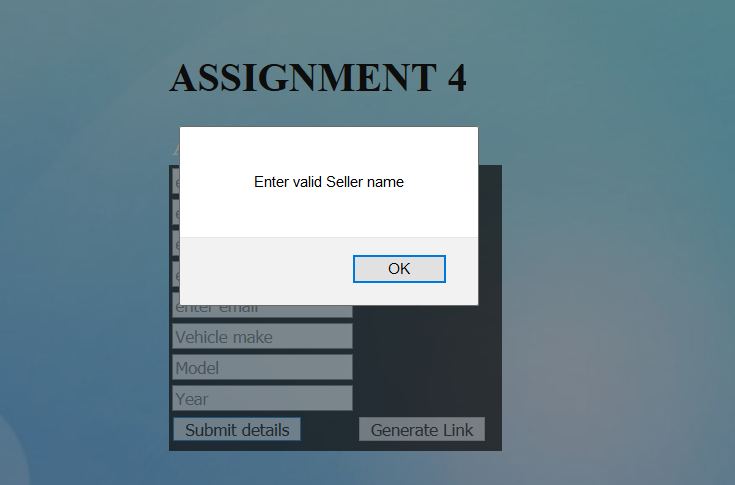 ASSIGNMENT 4
Enter valid Seller name
OK
enter email
Vehicle make
Model
Year
Submit details
Generate Link